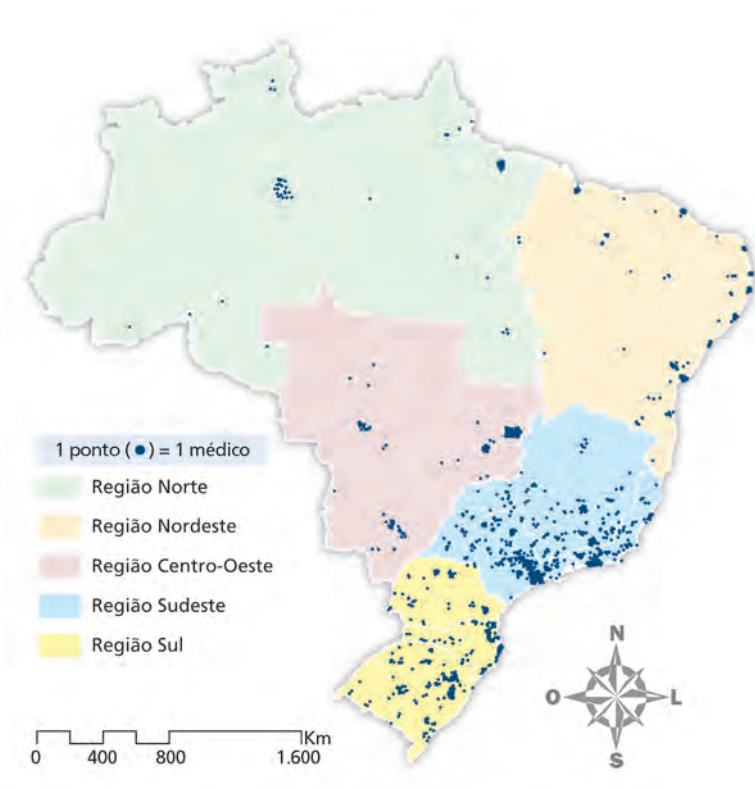 1 ponto (●) = 1 médico
Região Norte
Região Nordeste
Região Centro-Oeste
Região Sudeste
Região Sul
N
O
L
S
Km
0 400 800 1.600